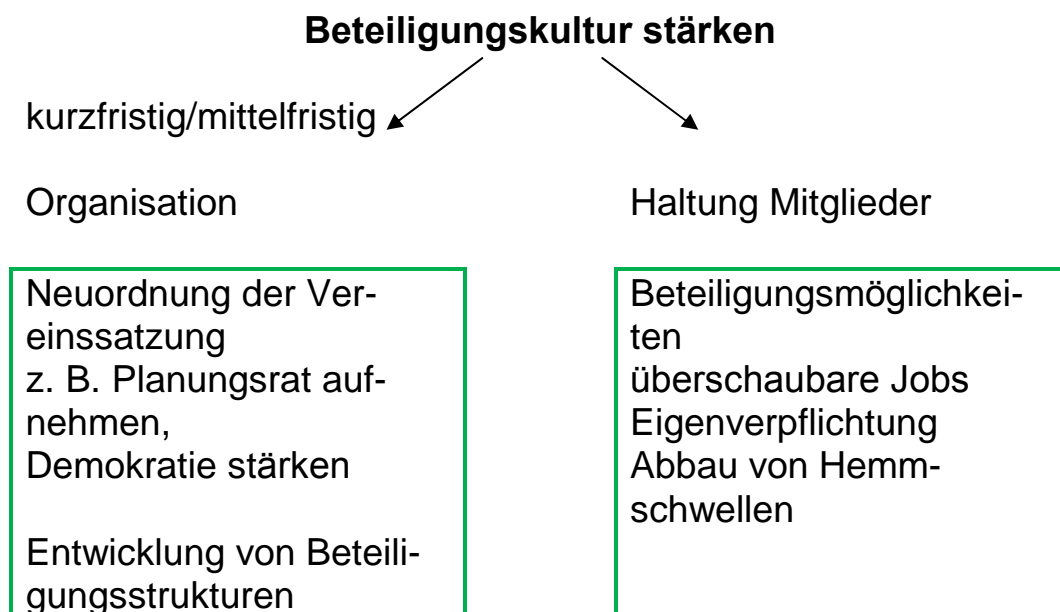 Beteiligungskultur stärken
kurzfristig/mittelfristig
Organisation
Haltung Mitglieder
Neuordnung der Ver-
einssatzung
z. B. Planungsrat auf-
nehmen,
Demokratie stärken
Entwicklung von Beteili-
gungsstrukturen
Beteiligungsmöglichkei-
ten
überschaubare Jobs
Eigenverpflichtung
Abbau von Hemm-
schwellen